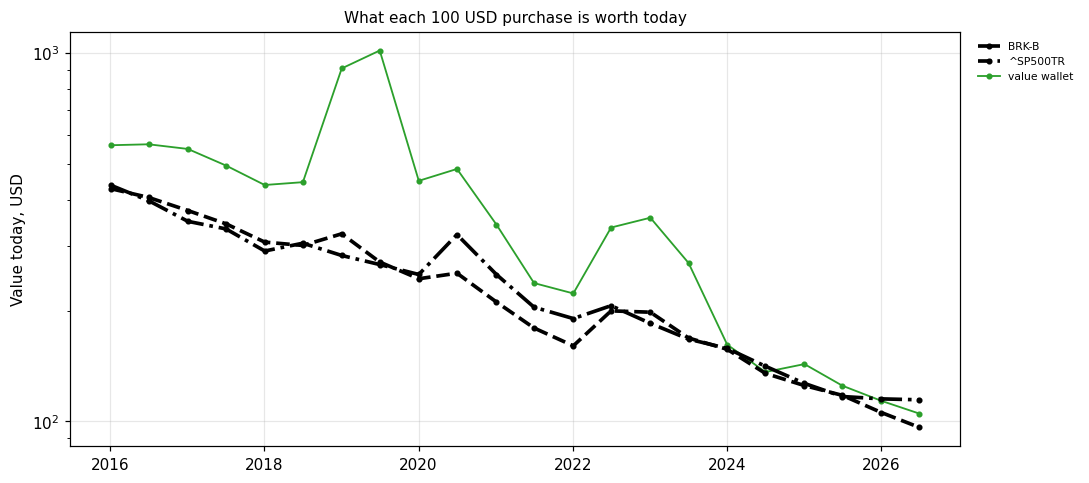 What each 100 USD purchase is worth today
Value today, USD
10³
10²
2016 2018 2020 2022 2024 2026
BRK-B
^SP500TR
value wallet